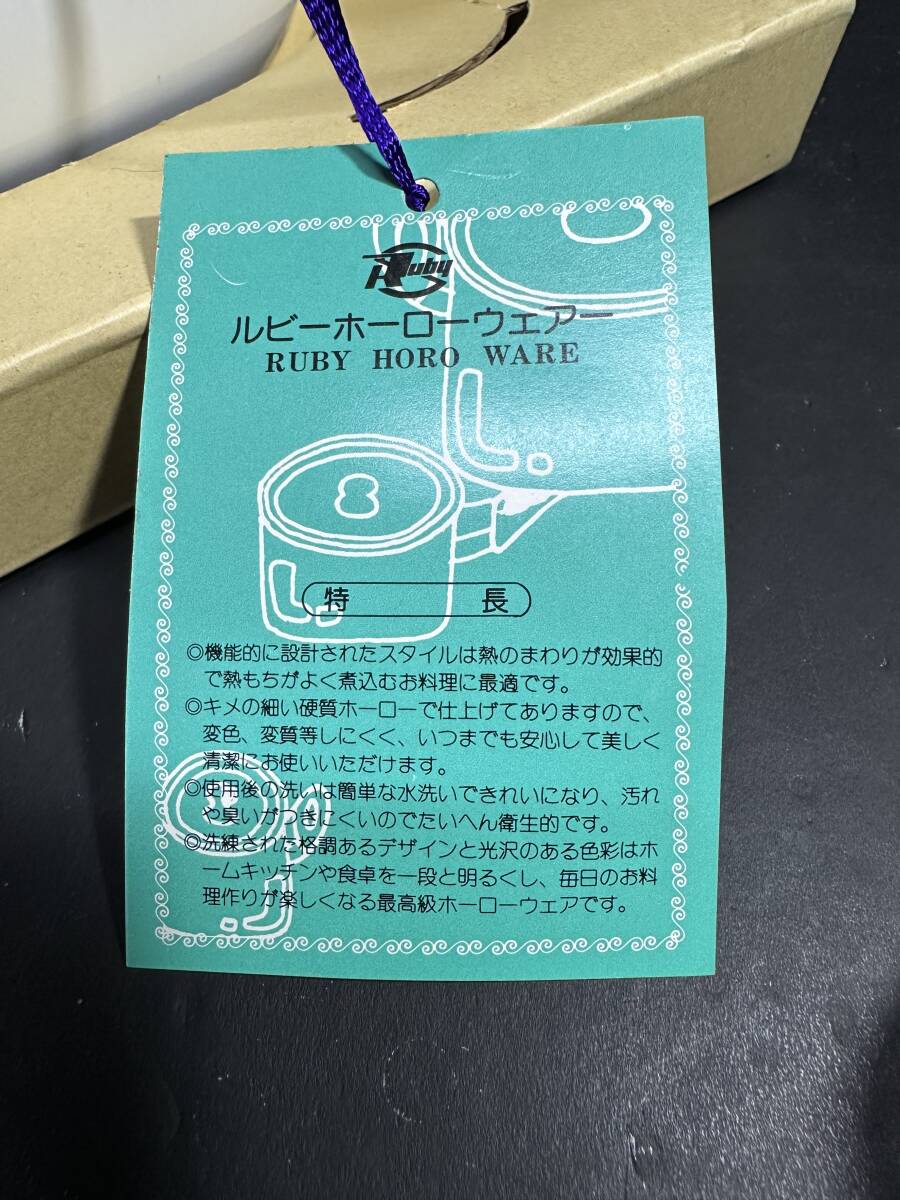 Ruby
ルビーホーローウェアー
RUBY HORO WARE
特 長
◎機能的に設計されたスタイルは熱のまわりが効果的
で熱もちがよく煮込むお料理に最適です。
◎キメの細い硬質ホーローで仕上げてありますので、
変色、変質等しにくく、いつまでも安心して美しく
清潔にお使いいただけます。
◎使用後の洗いは簡単な水洗いできれいになり、汚れ
や臭いがつきにくいのでたいへん衛生的です。
◎洗練された格調あるデザインと光沢のある色彩はホ
ームキッチンや食卓を一段と明るくし、毎日のお料
理作りが楽しくなる最高級ホーローウェアです。